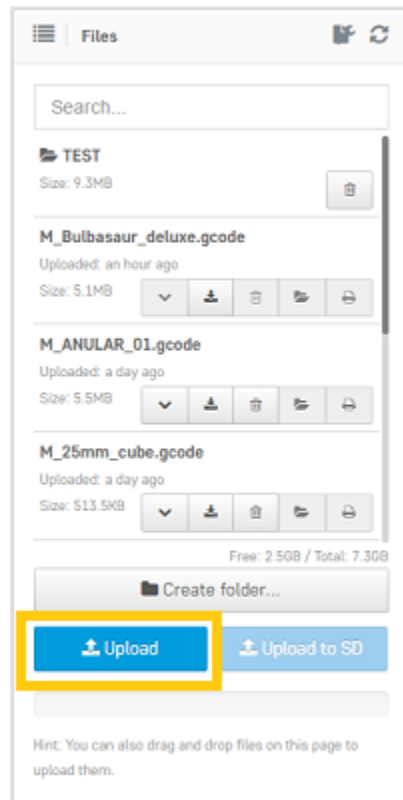 Files
Search...
TEST
Size: 9.3MB
M_Bulbasaur_deluxe.gcode
Uploaded: an hour ago
Size: 5.1MB
M_ANULAR_01.gcode
Uploaded: a day ago
Size: 5.5MB
M_25mm_cube.gcode
Uploaded: a day ago
Size: 513.5KB
Free: 2.5GB / Total: 7.3GB
Create folder...
Upload
Upload to SD
Hint: You can also drag and drop files on this page to
upload them.